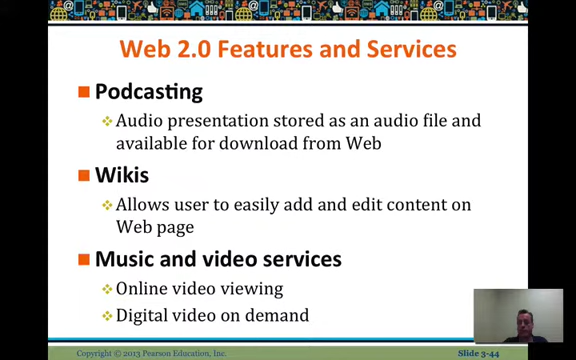 Web 2.0 Features and Services
Podcasting
Audio presentation stored as an audio file and
available for download from Web
Wikis
Allows user to easily add and edit content on
Web page
Music and video services
Online video viewing
Digital video on demand
Copyright © 2013 Pearson Education, Inc.
Slide 3-44